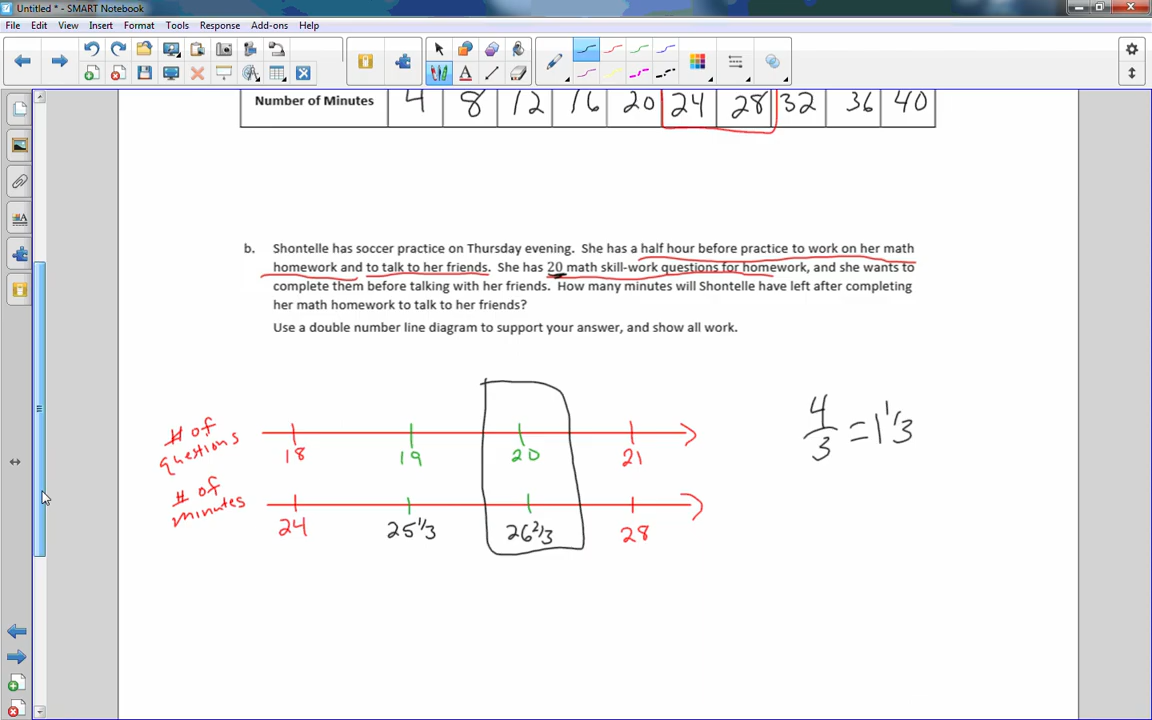 Untitled * - SMART Notebook
File Edit View Insert Format Tools Response Add-ons Help
Number of Minutes 4 8 12 16 20 24 28 32 36 40
b. Shontelle has soccer practice on Thursday evening. She has a half hour before practice to work on her math
homework and to talk to her friends. She has 20 math skill-work questions for homework, and she wants to
complete them before talking with her friends. How many minutes will Shontelle have left after completing
her math homework to talk to her friends?
Use a double number line diagram to support your answer, and show all work.
# of
questions
18 19 20 21
# of
minutes
24 25 1/3 26 2/3 28
4/3 = 1 1/3